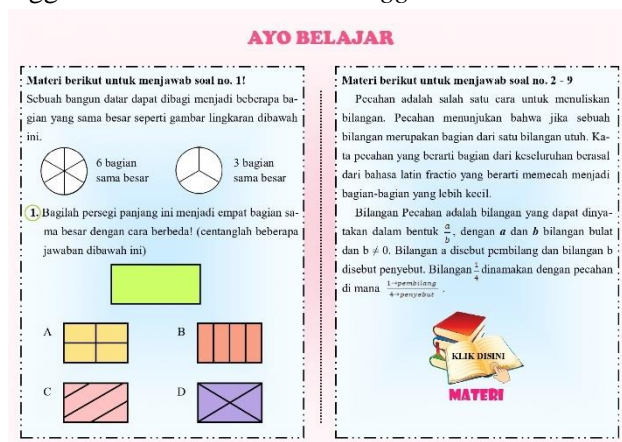 AYO BELAJAR
Materi berikut untuk menjawab soal no. 1!
Sebuah bangun datar dapat dibagi menjadi beberapa ba-
gian yang sama besar seperti gambar lingkaran dibawah
ini.
6 bagian
sama besar
3 bagian
sama besar
1. Bagilah persegi panjang ini menjadi empat bagian sa-
ma besar dengan cara berbeda! (centanglah beberapa
jawaban dibawah ini)
A
B
C
D
Materi berikut untuk menjawab soal no. 2 - 9
Pecahan adalah salah satu cara untuk menuliskan
bilangan. Pecahan menunjukan bahwa jika sebuah
bilangan merupakan bagian dari satu bilangan utuh. Ka-
ta pecahan yang berarti bagian dari keseluruhan berasal
dari bahasa latin fractio yang berarti memecah menjadi
bagian-bagian yang lebih kecil.
Bilangan Pecahan adalah bilangan yang dapat dinya-
takan dalam bentuk a/b, dengan a dan b bilangan bulat
dan b ≠ 0. Bilangan a disebut pembilang dan bilangan b
disebut penyebut. Bilangan 1/4 dinamakan dengan pecahan
di mana 1→pembilang/4→penyebut .
KLIK DISINI
MATERI